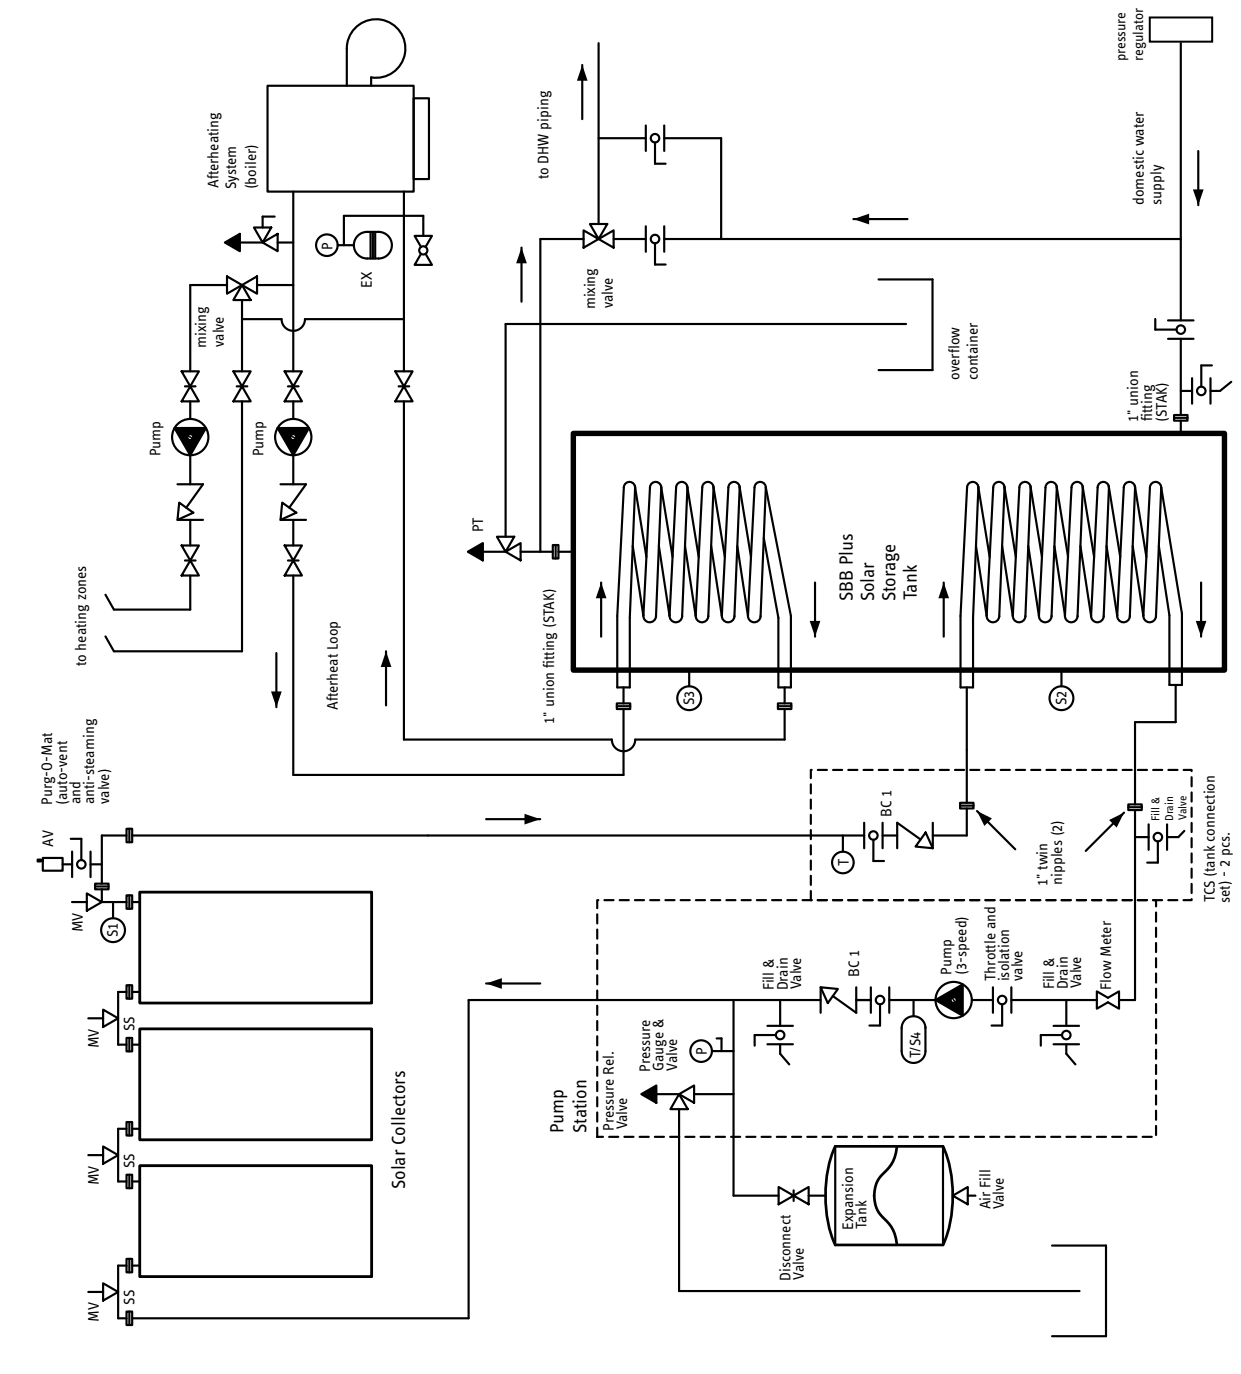 pressure
regulator
Afterheating
System
(boiler)
to DHW piping
domestic water
supply
P
EX
mixing
valve
mixing
valve
overflow
container
1" union
fitting
(STAK)
Pump
Pump
PT
SBB Plus
Solar
Storage
Tank
to heating zones
Afterheat Loop
1" union fitting (STAK)
S3
S2
Purg-O-Mat
(auto-vent
and
anti-steaming
valve)
AV
MV
S1
T
BC 1
1" twin
nipples (2)
Fill &
Drain
Valve
TCS (tank connection
set) - 2 pcs.
MV
SS
MV
SS
MV
SS
Solar Collectors
Pump
Station
Pressure Rel.
Valve
Pressure
Gauge &
Valve
P
Fill &
Drain
Valve
BC 1
T/S4
Pump
(3-speed)
Throttle and
isolation
valve
Fill &
Drain
Valve
Flow Meter
Disconnect
Valve
Expansion
Tank
Air Fill
Valve